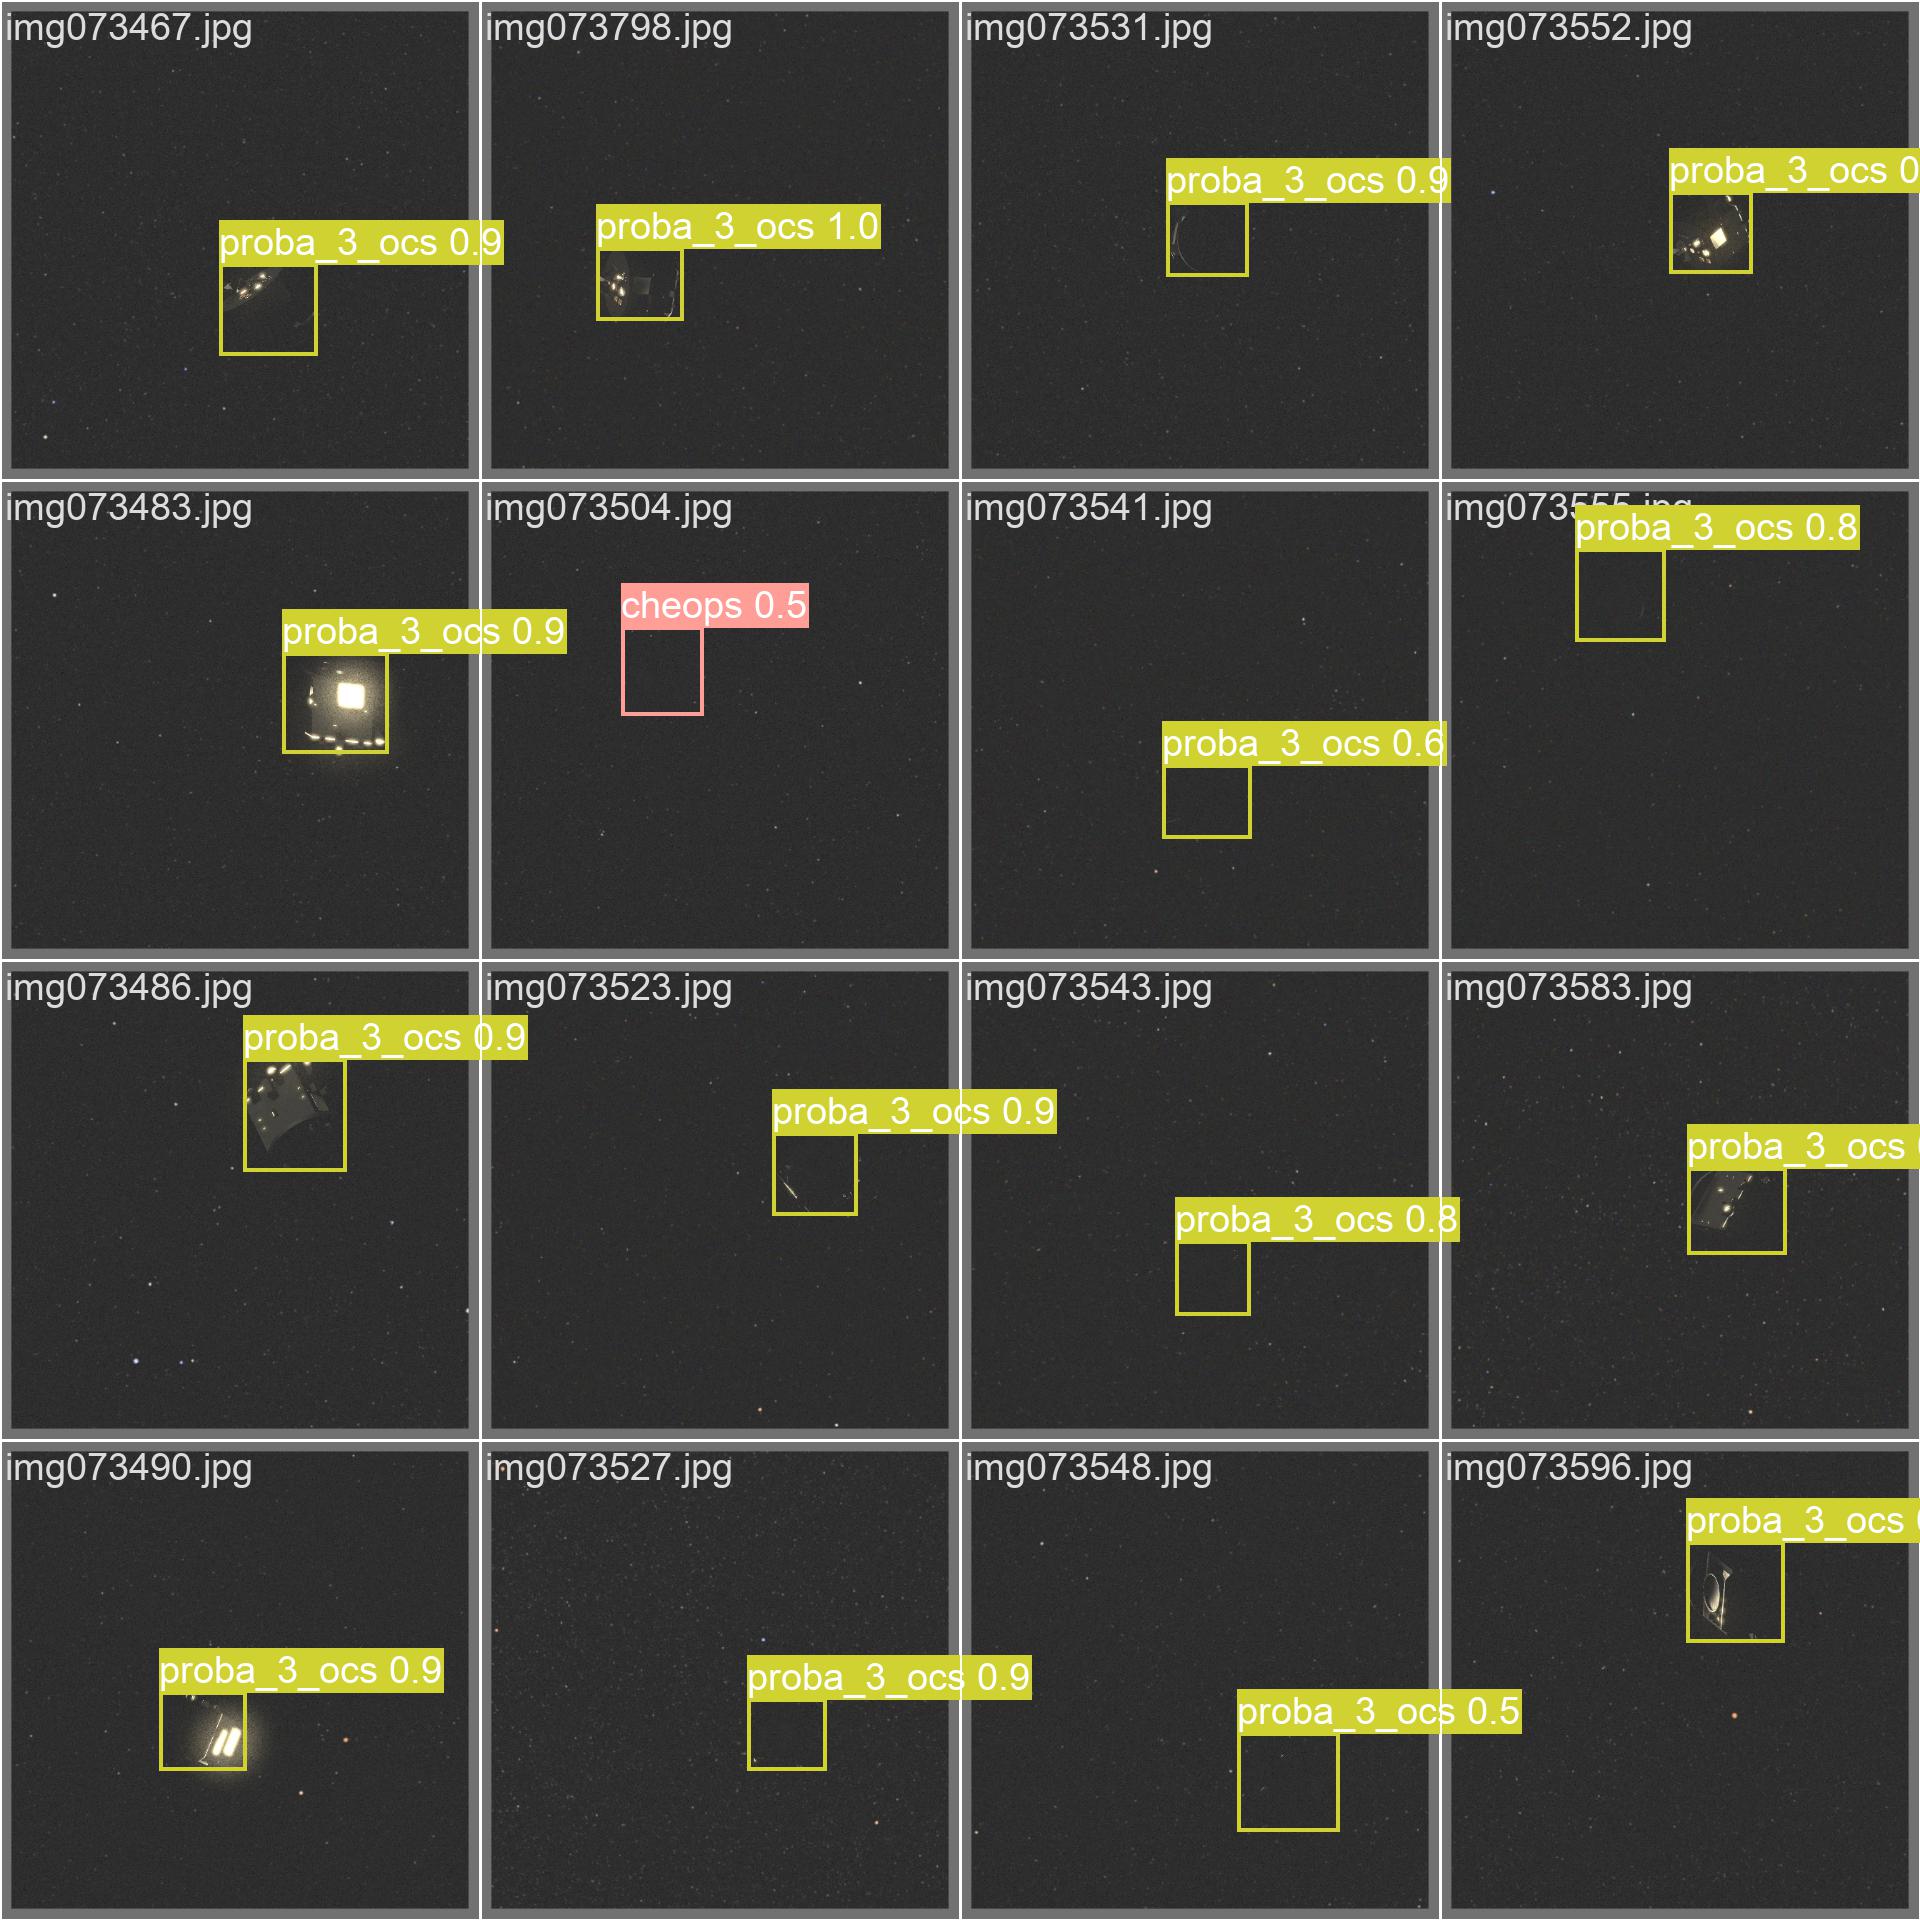 img073467.jpg
proba_3_ocs 0.9
img073798.jpg
proba_3_ocs 1.0
img073531.jpg
proba_3_ocs 0.9
img073552.jpg
proba_3_ocs 0
img073483.jpg
proba_3_ocs 0.9
img073504.jpg
cheops 0.5
img073541.jpg
proba_3_ocs 0.6
proba_3_ocs 0.8
img073486.jpg
proba_3_ocs 0.9
img073523.jpg
proba_3_ocs 0.9
img073543.jpg
proba_3_ocs 0.8
img073583.jpg
proba_3_ocs
img073490.jpg
proba_3_ocs 0.9
img073527.jpg
proba_3_ocs 0.9
img073548.jpg
proba_3_ocs 0.5
img073596.jpg
proba_3_ocs